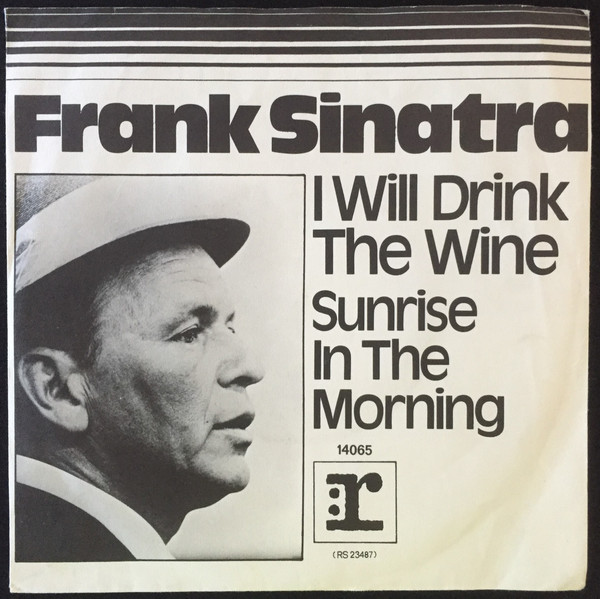 Frank Sinatra
I Will Drink
The Wine
Sunrise
In The
Morning
14065
:r
(RS 23487)